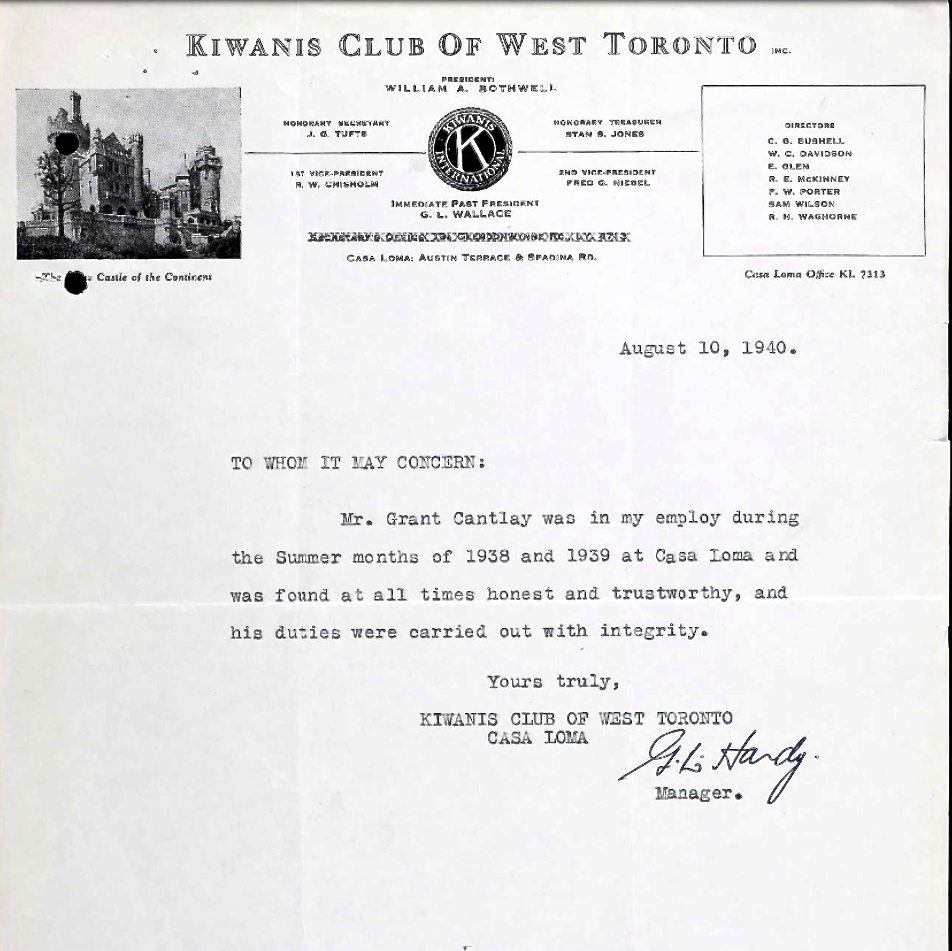 KIWANIS CLUB OF WEST TORONTO INC.
PRESIDENT:
WILLIAM A. ROTHWELL
HONORARY SECRETARY
J. G. TUFTS
HONORARY TREASURER
STAN S. JONES
KIWANIS
K
INTERNATIONAL
1ST VICE-PRESIDENT
R. W. CHISHOLM
2ND VICE-PRESIDENT
FRED G. RIEBEL
IMMEDIATE PAST PRESIDENT
G. L. WALLACE
CASA LOMA: AUSTIN TERRACE & SPADINA RD.
DIRECTORS
C. G. BUSHELL
W. C. DAVIDSON
E. GLEN
R. E. MCKINNEY
F. W. PORTER
SAM WILSON
R. H. WAGHORNE
The Castle of the Continent
Casa Loma Office KI. 7313
August 10, 1940.
TO WHOM IT MAY CONCERN:
Mr. Grant Cantlay was in my employ during
the Summer months of 1938 and 1939 at Casa Loma and
was found at all times honest and trustworthy, and
his duties were carried out with integrity.
Yours truly,
KIWANIS CLUB OF WEST TORONTO
CASA LOMA
G. L. Hardy.
Manager.